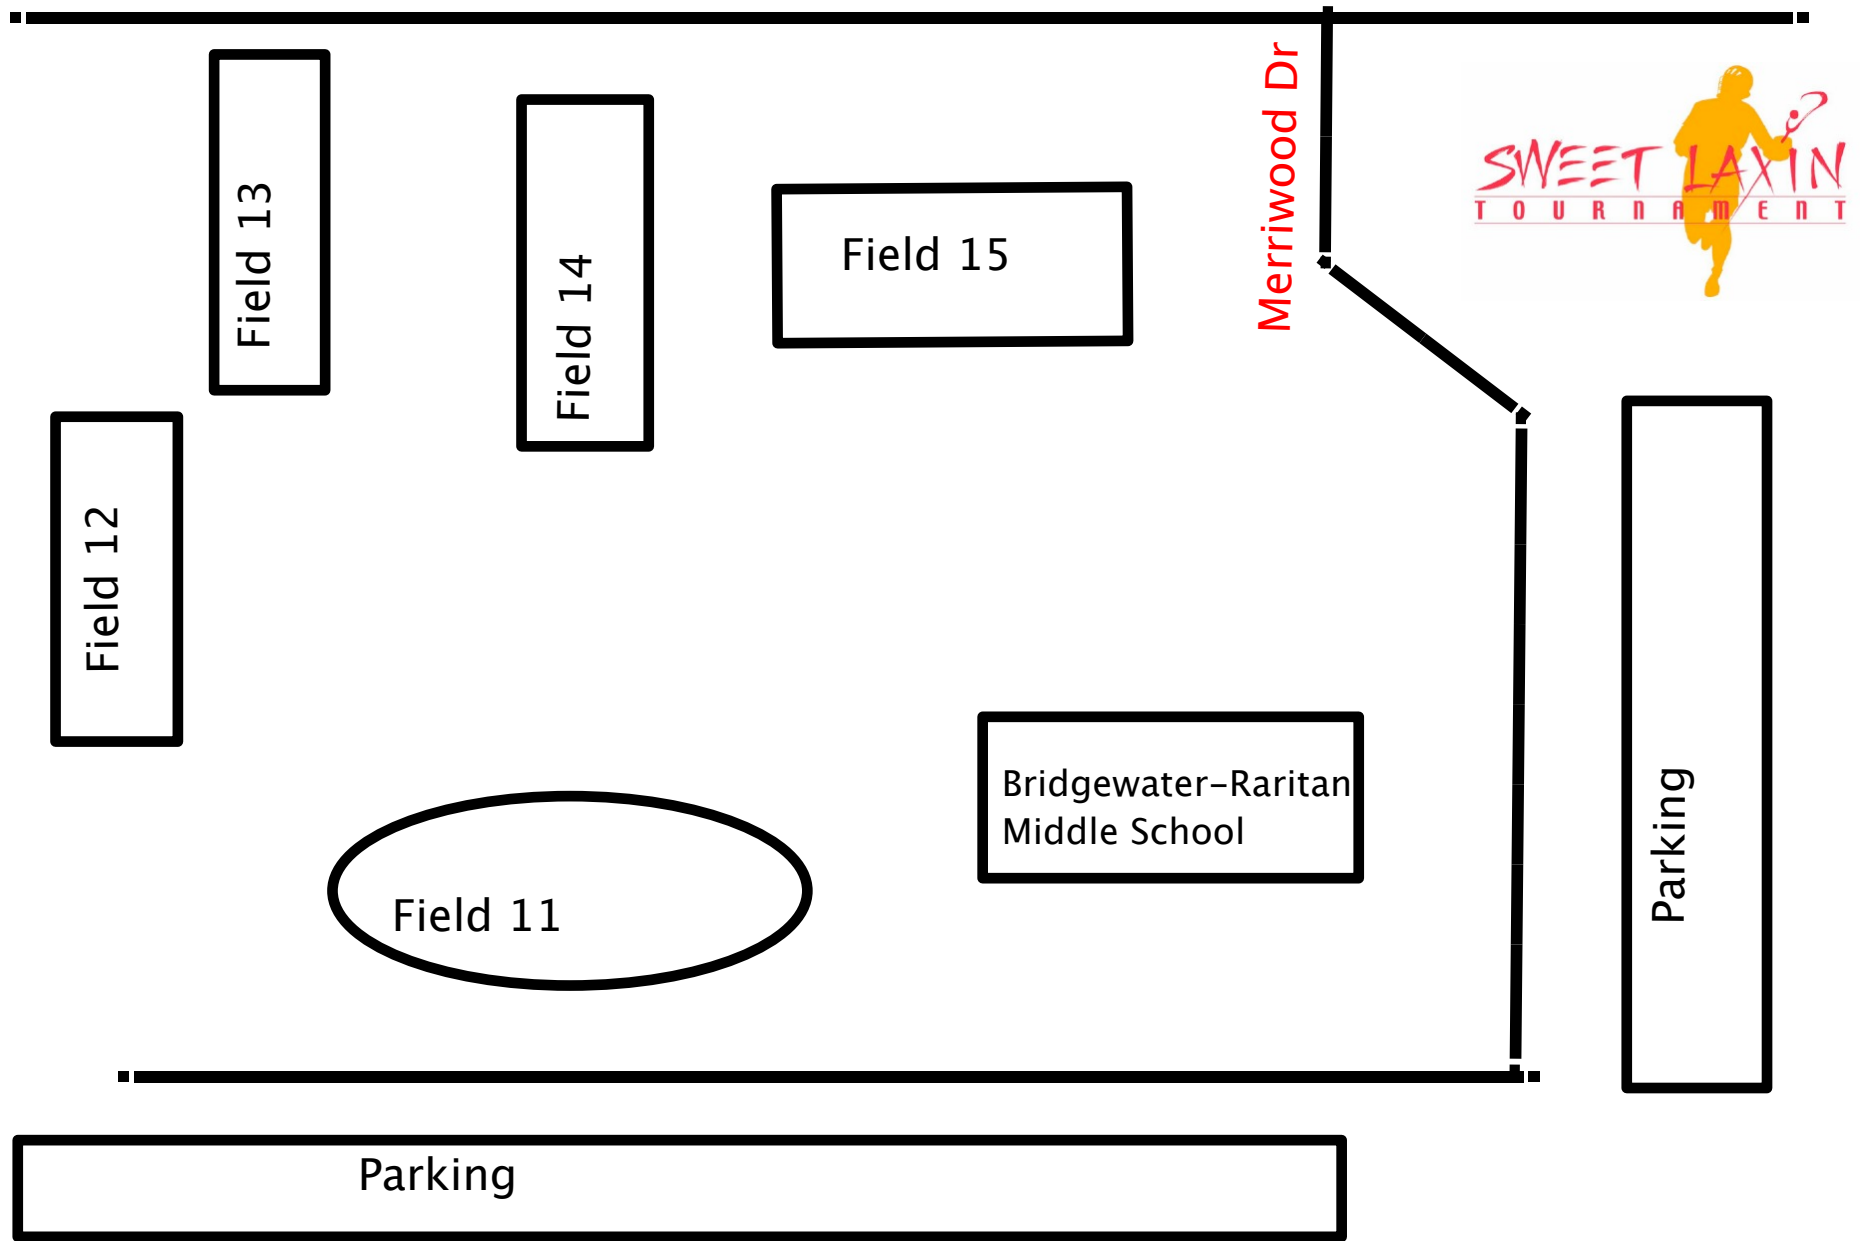 Merriwood Dr
SWEET LAXIN
TOURNAMENT
Field 13
Field 14
Field 15
Field 12
Bridgewater-Raritan
Middle School
Parking
Field 11
Parking